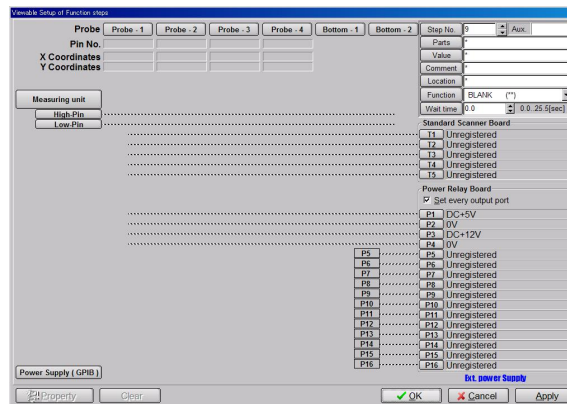 Viewable Setup of Function steps
Probe Probe - 1 Probe - 2 Probe - 3 Probe - 4 Bottom - 1 Bottom - 2
Pin No.
X Coordinates
Y Coordinates
Step No. 9 Aux.
Parts *
Value *
Comment *
Location *
Function BLANK (**)
Wait time 0.0 0.0..25.5[sec]
Measuring unit
High-Pin
Low-Pin
Standard Scanner Board
T1 Unregistered
T2 Unregistered
T3 Unregistered
T4 Unregistered
T5 Unregistered
Power Relay Board
Set every output port
P1 DC+5V
P2 0V
P3 DC+12V
P4 0V
P5 P5 Unregistered
P6 P6 Unregistered
P7 P7 Unregistered
P8 P8 Unregistered
P9 P9 Unregistered
P10 P10 Unregistered
P11 P11 Unregistered
P12 P12 Unregistered
P13 P13 Unregistered
P14 P14 Unregistered
P15 P15 Unregistered
P16 P16 Unregistered
Power Supply ( GPIB )
Ext. power Supply
Property Clear OK Cancel Apply